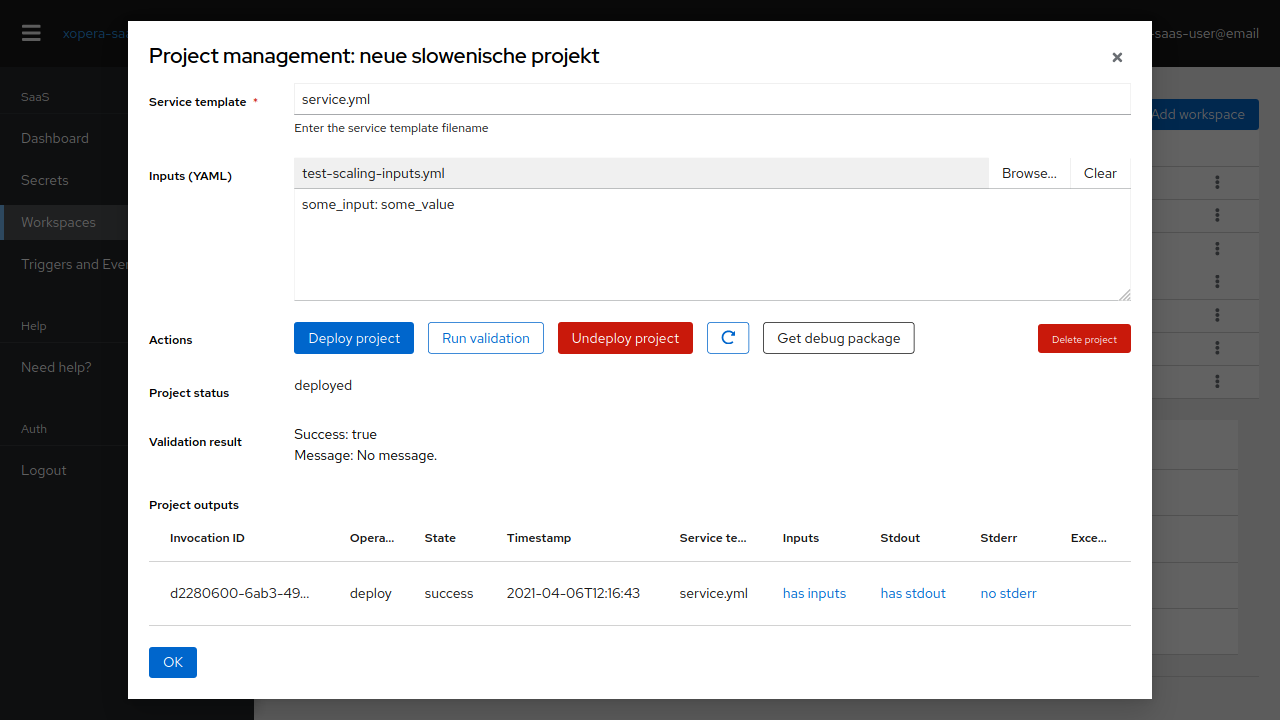 xopera-saa
-saas-user@email
Project management: neue slowenische projekt
SaaS
Dashboard
Secrets
Workspaces
Triggers and Even
Help
Need help?
Auth
Logout
Add workspace
Service template *
service.yml
Enter the service template filename
Inputs (YAML)
test-scaling-inputs.yml Browse... Clear
some_input: some_value
Actions Deploy project Run validation Undeploy project Get debug package Delete project
Project status deployed
Validation result Success: true
Message: No message.
Project outputs
Invocation ID Opera... State Timestamp Service te... Inputs Stdout Stderr Exce...
d2280600-6ab3-49... deploy success 2021-04-06T12:16:43 service.yml has inputs has stdout no stderr
OK